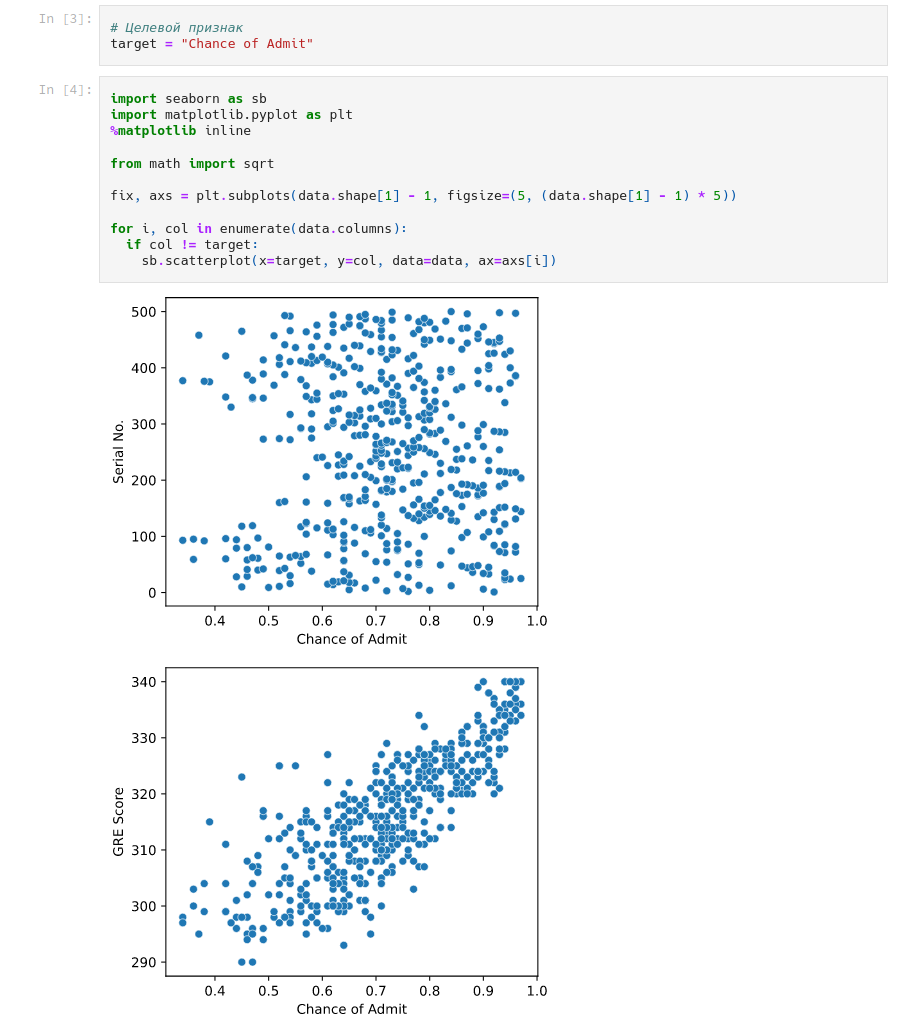 In [3]:
# Целевой признак
target = "Chance of Admit"
In [4]:
import seaborn as sb
import matplotlib.pyplot as plt
%matplotlib inline
from math import sqrt
fix, axs = plt.subplots(data.shape[1] - 1, figsize=(5, (data.shape[1] - 1) * 5))
for i, col in enumerate(data.columns):
  if col != target:
    sb.scatterplot(x=target, y=col, data=data, ax=axs[i])
500
400
300
200
100
0
Serial No.
0.4 0.5 0.6 0.7 0.8 0.9 1.0
Chance of Admit
340
330
320
310
300
290
GRE Score
0.4 0.5 0.6 0.7 0.8 0.9 1.0
Chance of Admit